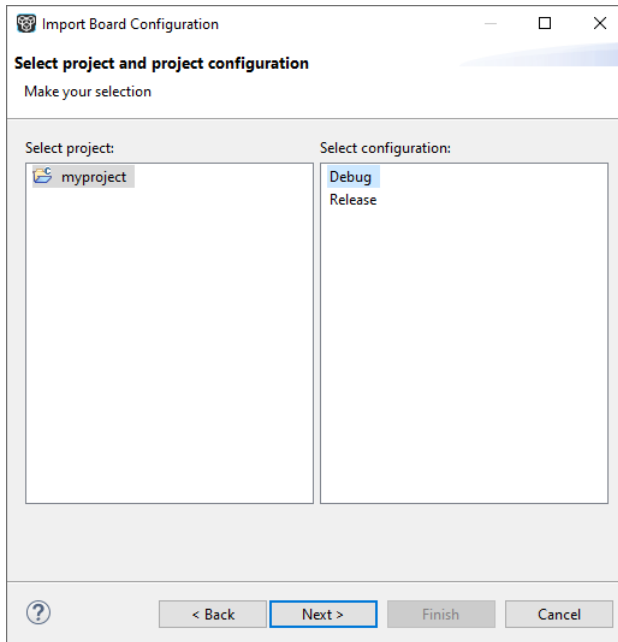 Import Board Configuration
Select project and project configuration
Make your selection
Select project:
myproject
Select configuration:
Debug
Release
< Back
Next >
Finish
Cancel